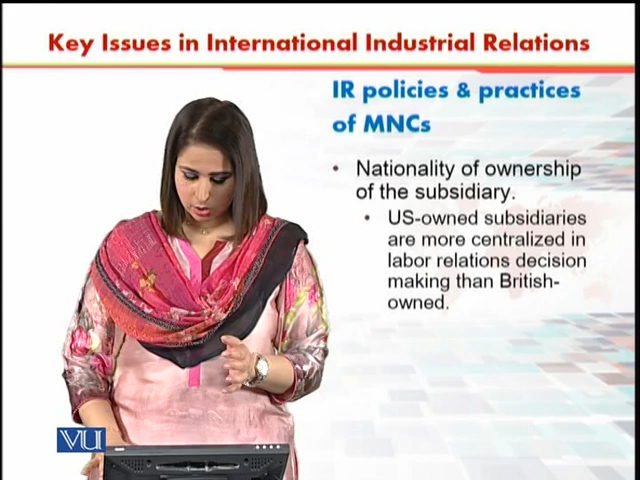 Key Issues in International Industrial Relations
IR policies & practices
of MNCs
• Nationality of ownership
of the subsidiary.
• US-owned subsidiaries
are more centralized in
labor relations decision
making than British-
owned.
VU